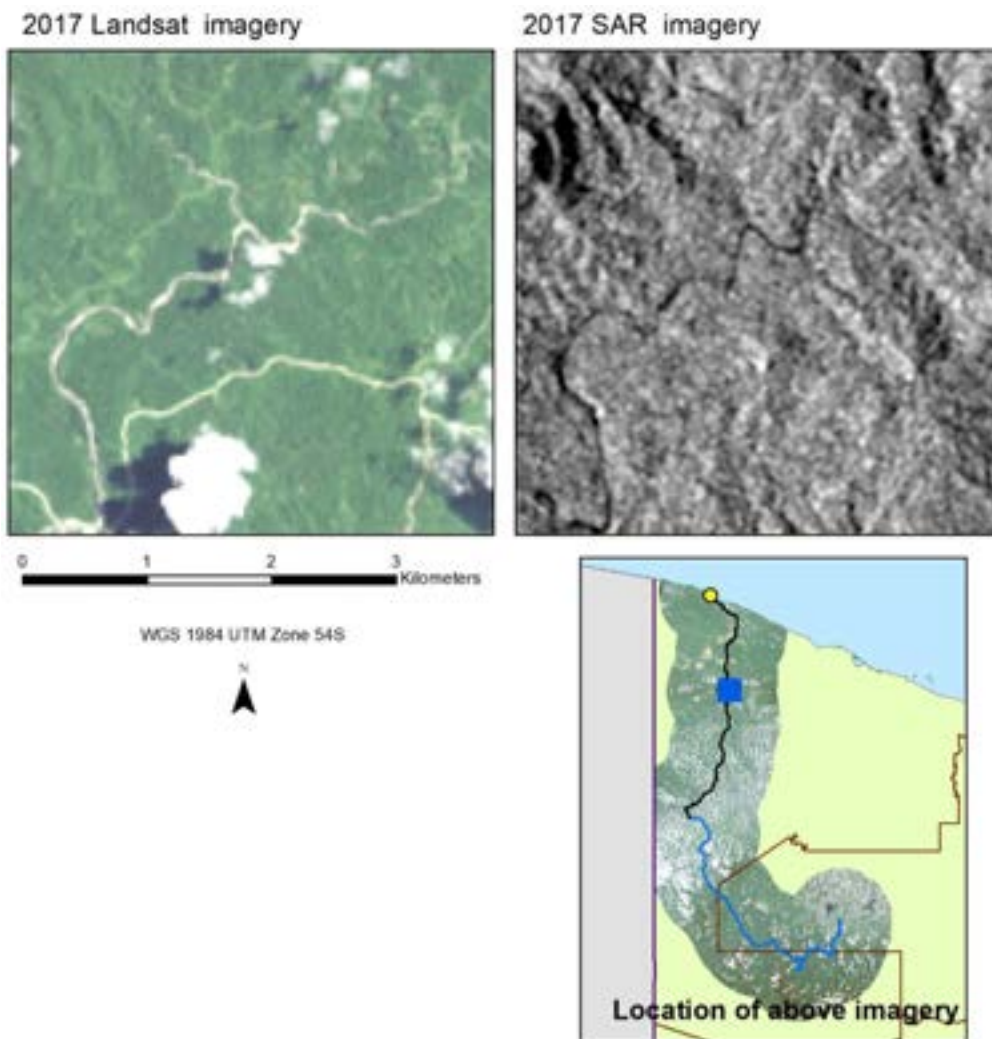 2017 Landsat imagery
2017 SAR imagery
0 1 2 3
Kilometers
WGS 1984 UTM Zone 54S
N
Location of above imagery